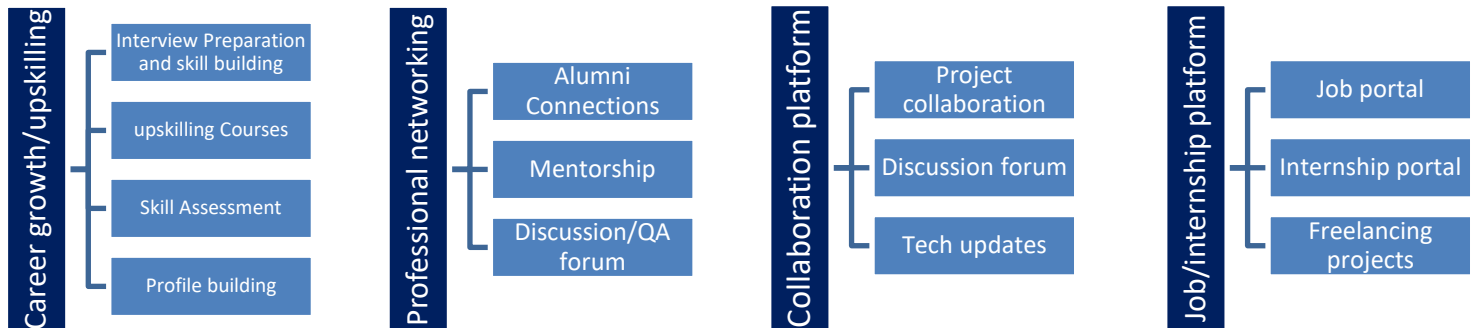 Career growth/upskilling
Interview Preparation
and skill building
upskilling Courses
Skill Assessment
Profile building
Professional networking
Alumni
Connections
Mentorship
Discussion/QA
forum
Collaboration platform
Project
collaboration
Discussion forum
Tech updates
Job/internship platform
Job portal
Internship portal
Freelancing
projects